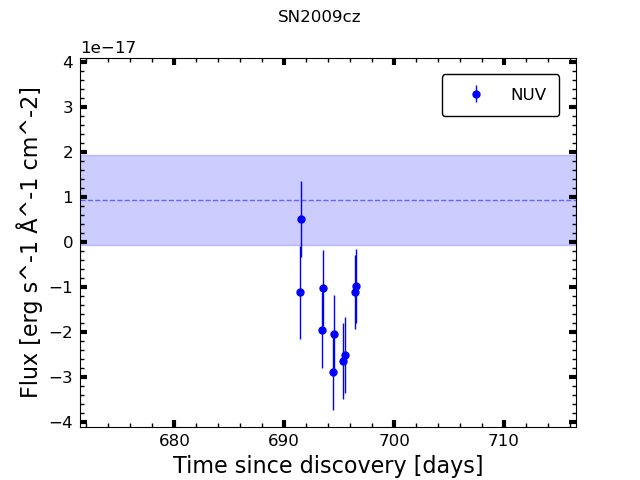 SN2009cz
1e−17
NUV
4
3
2
1
0
−1
−2
−3
−4
Flux [erg s^-1 Å^-1 cm^-2]
680 690 700 710
Time since discovery [days]